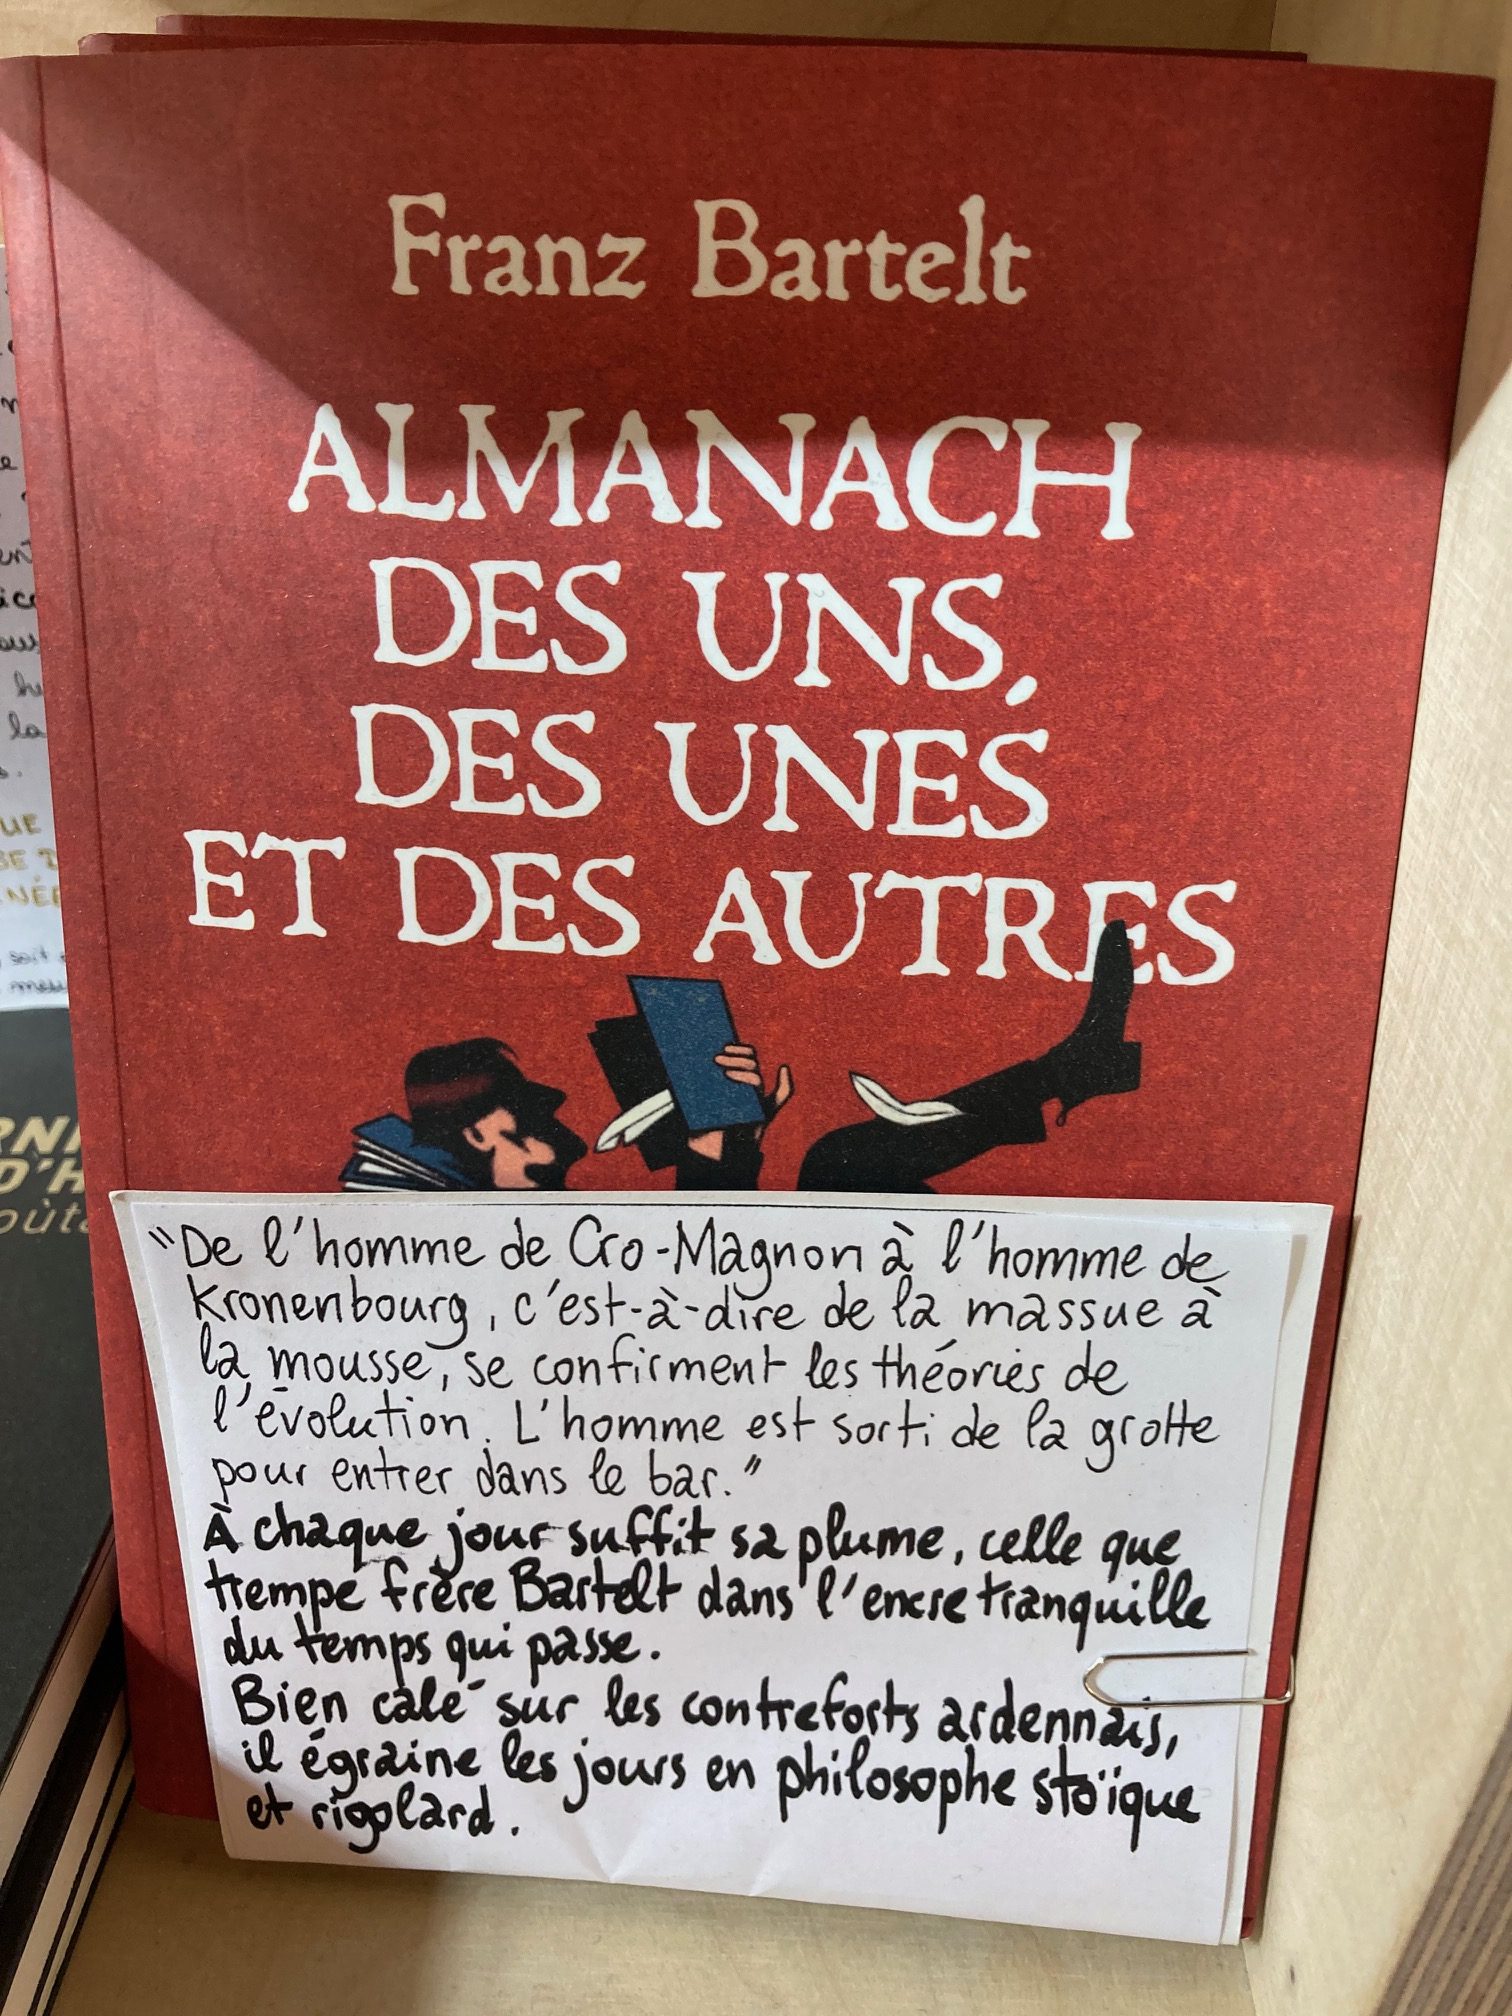 Franz Bartelt
ALMANACH
DES UNS,
DES UNES
ET DES AUTRES
"De l'homme de Cro-Magnon à l'homme de
Kronenbourg, c'est-à-dire de la massue à
la mousse, se confirment les théories de
l'évolution. L'homme est sorti de la grotte
pour entrer dans le bar."
À chaque jour suffit sa plume, celle que
trempe frère Bartelt dans l'encre tranquille
du temps qui passe.
Bien calé sur les contreforts ardennais,
il égraine les jours en philosophe stoïque
et rigolard.
la
UE
soit
D'H